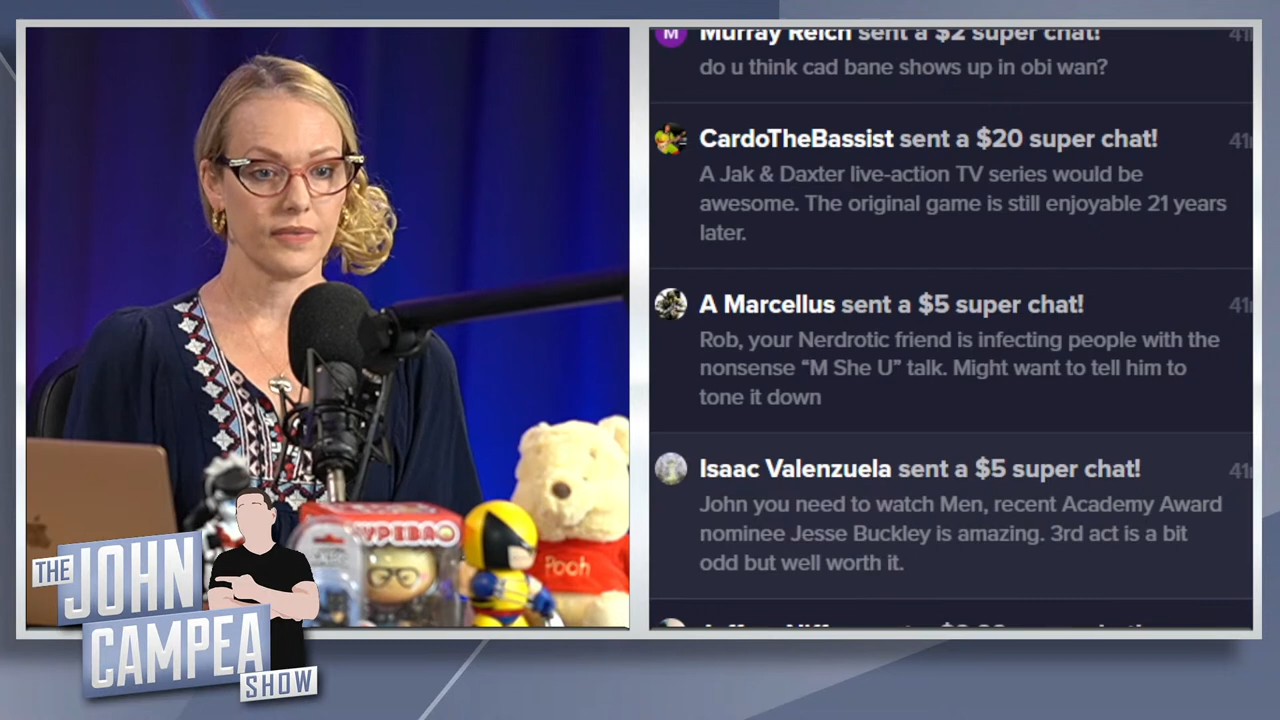 M
Murray Reich sent a $2 super chat!
do u think cad bane shows up in obi wan?
CardoTheBassist sent a $20 super chat!
A Jak & Daxter live-action TV series would be
awesome. The original game is still enjoyable 21 years
later.
A Marcellus sent a $5 super chat!
Rob, your Nerdrotic friend is infecting people with the
nonsense “M She U” talk. Might want to tell him to
tone it down
Isaac Valenzuela sent a $5 super chat!
John you need to watch Men, recent Academy Award
nominee Jesse Buckley is amazing. 3rd act is a bit
odd but well worth it.
Pooh
THE
JOHN
CAMPEA
SHOW